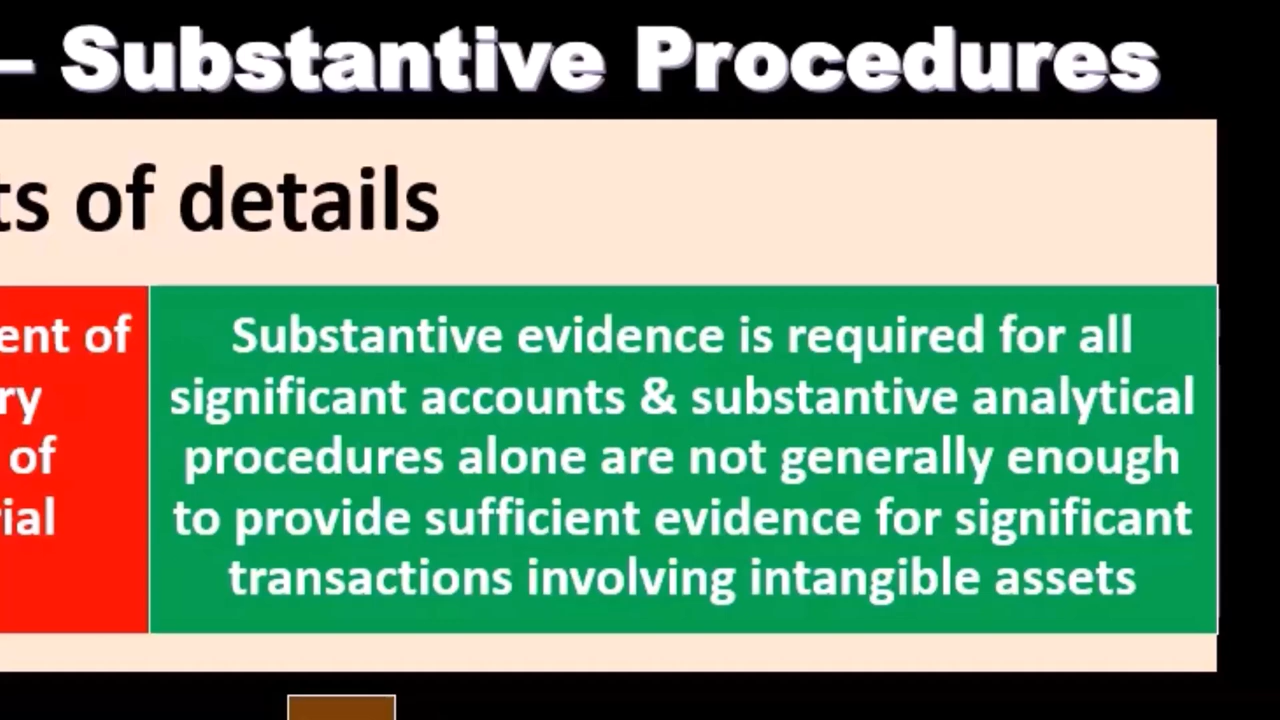 – Substantive Procedures
ts of details
ent of
ry
of
ial
Substantive evidence is required for all
significant accounts & substantive analytical
procedures alone are not generally enough
to provide sufficient evidence for significant
transactions involving intangible assets